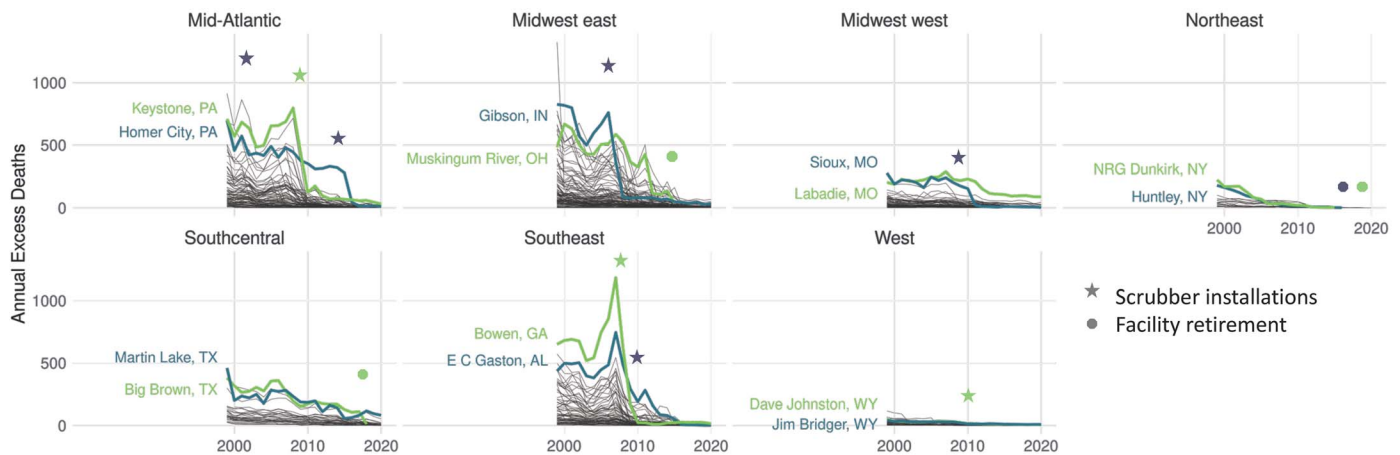 Mid-Atlantic
Midwest east
Midwest west
Northeast
Annual Excess Deaths
1000
500
0
Keystone, PA
Homer City, PA
Gibson, IN
Muskingum River, OH
Sioux, MO
Labadie, MO
NRG Dunkirk, NY
Huntley, NY
2000 2010 2020
Southcentral
Southeast
West
1000
500
0
Martin Lake, TX
Big Brown, TX
Bowen, GA
E C Gaston, AL
Dave Johnston, WY
Jim Bridger, WY
Scrubber installations
Facility retirement
2000 2010 2020
2000 2010 2020
2000 2010 2020